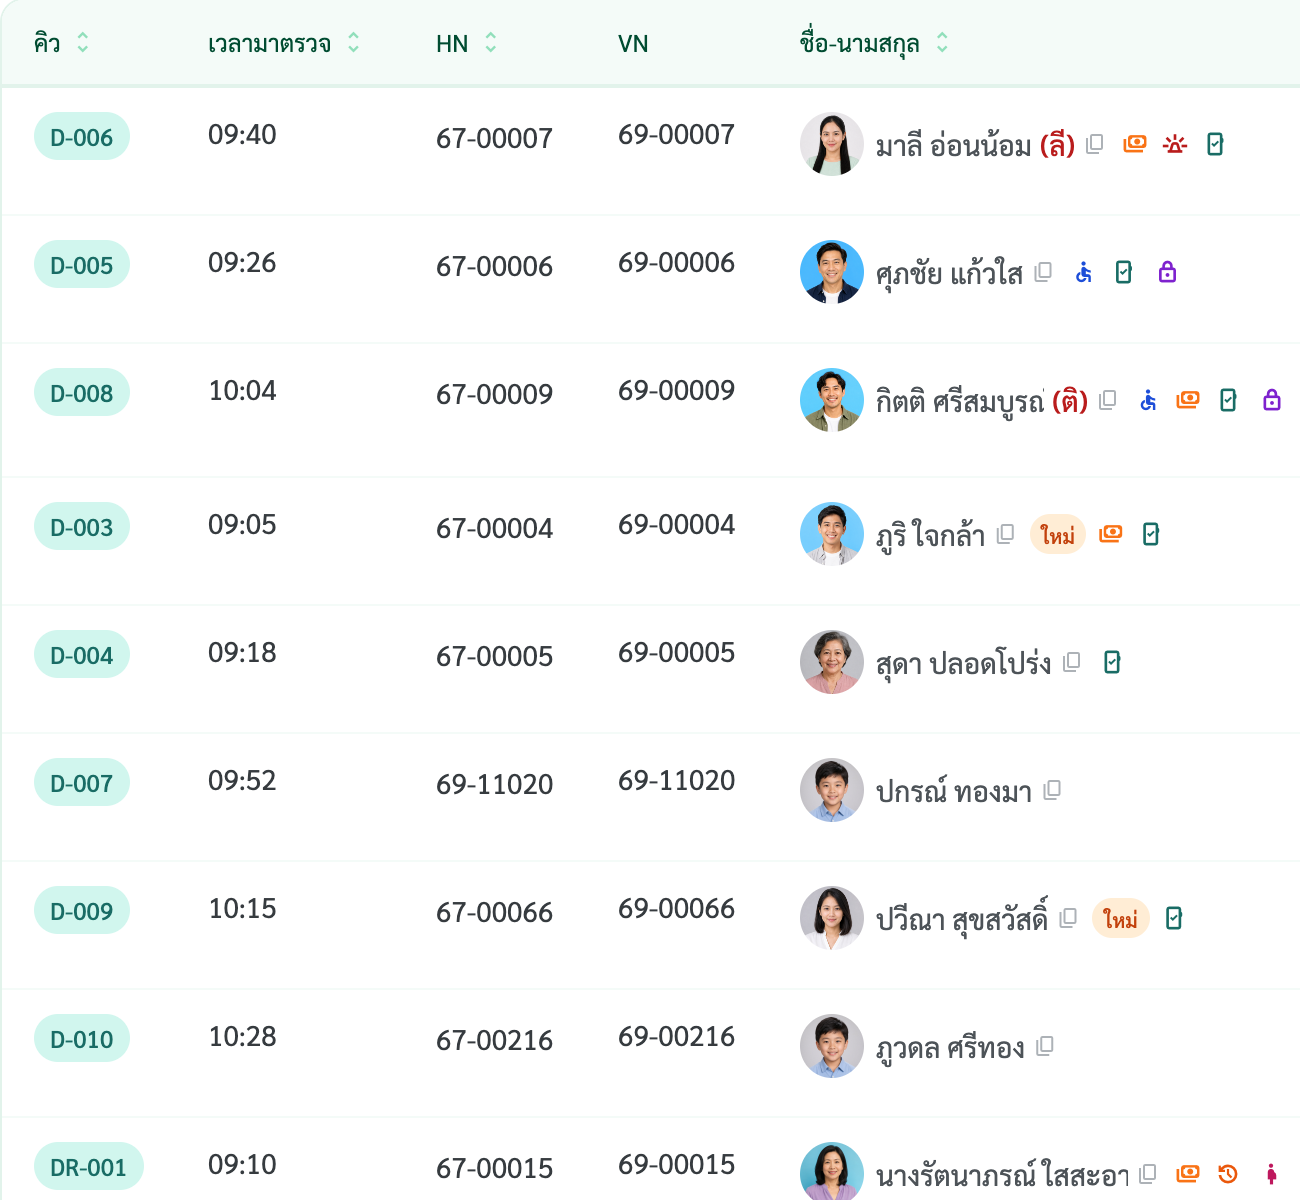 คิว เวลามาตรวจ HN VN ชื่อ-นามสกุล
D-006 09:40 67-00007 69-00007 มาลี อ่อนน้อม (ลี)
D-005 09:26 67-00006 69-00006 ศุภชัย แก้วใส
D-008 10:04 67-00009 69-00009 กิตติ ศรีสมบูรณ (ติ)
D-003 09:05 67-00004 69-00004 ภูริ ใจกล้า ใหม่
D-004 09:18 67-00005 69-00005 สุดา ปลอดโปร่ง
D-007 09:52 69-11020 69-11020 ปกรณ์ ทองมา
D-009 10:15 67-00066 69-00066 ปวีณา สุขสวัสดิ์ ใหม่
D-010 10:28 67-00216 69-00216 ภูวดล ศรีทอง
DR-001 09:10 67-00015 69-00015 นางรัตนาภรณ์ ใสสะอา